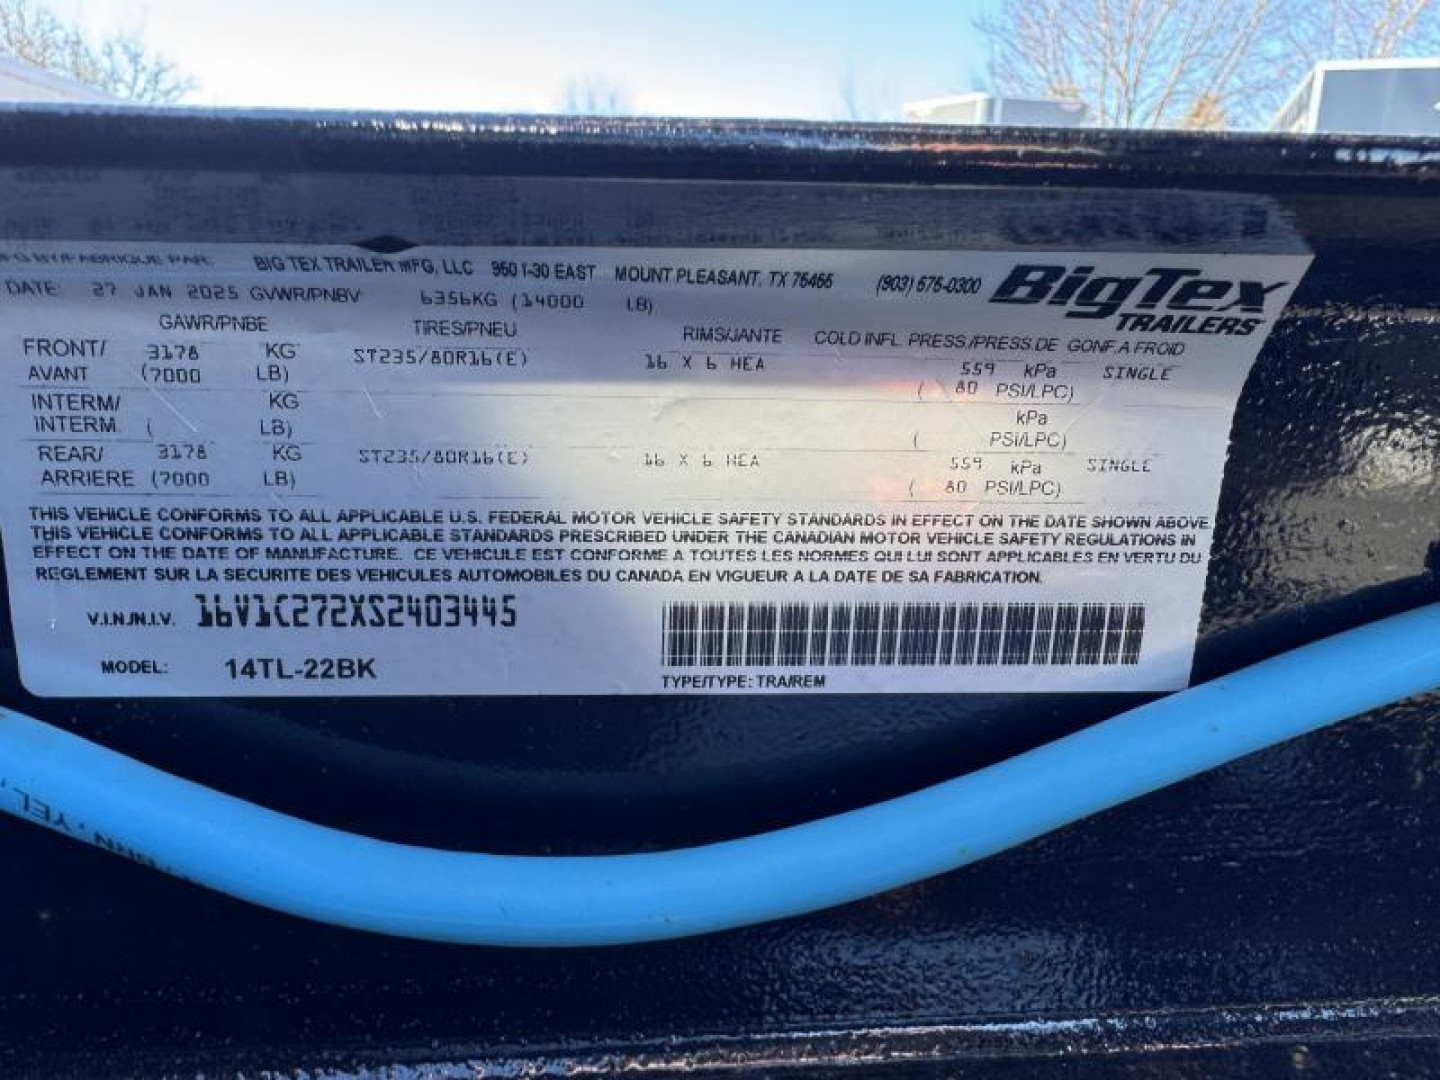 MFG BY/FABRIQUE PAR: BIG TEX TRAILER MFG, LLC 950 I-30 EAST MOUNT PLEASANT, TX 75455 (903) 575-0300
BigTex
TRAILERS
DATE: 27 JAN 2025 GVWR/PNBV 6356KG (14000 LB)
GAWR/PNBE TIRES/PNEU RIMS/JANTE COLD INFL PRESS./PRESS.DE GONF.A FROID
FRONT/ 3178 KG ST235/80R16(E) 16 X 6 HEA 559 kPa SINGLE
AVANT (7000 LB) ( 80 PSI/LPC)
INTERM/ KG kPa
INTERM ( LB) ( PSI/LPC)
REAR/ 3178 KG ST235/80R16(E) 16 X 6 HEA 559 kPa SINGLE
ARRIERE (7000 LB) ( 80 PSI/LPC)
THIS VEHICLE CONFORMS TO ALL APPLICABLE U.S. FEDERAL MOTOR VEHICLE SAFETY STANDARDS IN EFFECT ON THE DATE SHOWN ABOVE.
THIS VEHICLE CONFORMS TO ALL APPLICABLE STANDARDS PRESCRIBED UNDER THE CANADIAN MOTOR VEHICLE SAFETY REGULATIONS IN
EFFECT ON THE DATE OF MANUFACTURE. CE VEHICULE EST CONFORME A TOUTES LES NORMES QUI LUI SONT APPLICABLES EN VERTU DU
REGLEMENT SUR LA SECURITE DES VEHICULES AUTOMOBILES DU CANADA EN VIGUEUR A LA DATE DE SA FABRICATION.
V.I.N./N.I.V. 16V1C272XS2403445
MODEL: 14TL-22BK
TYPE/TYPE: TRA/REM
BRN, YEL,